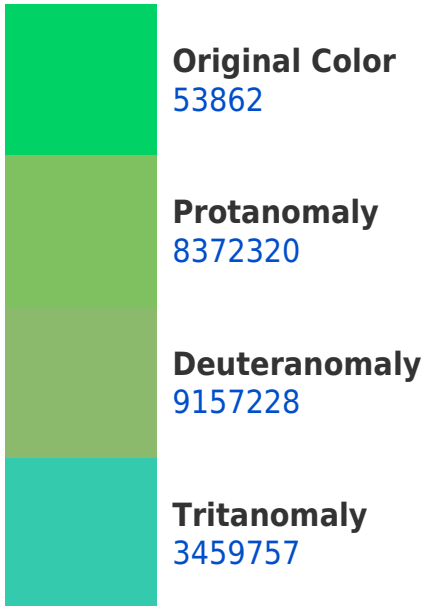 Original Color
53862
Protanomaly
8372320
Deuteranomaly
9157228
Tritanomaly
3459757